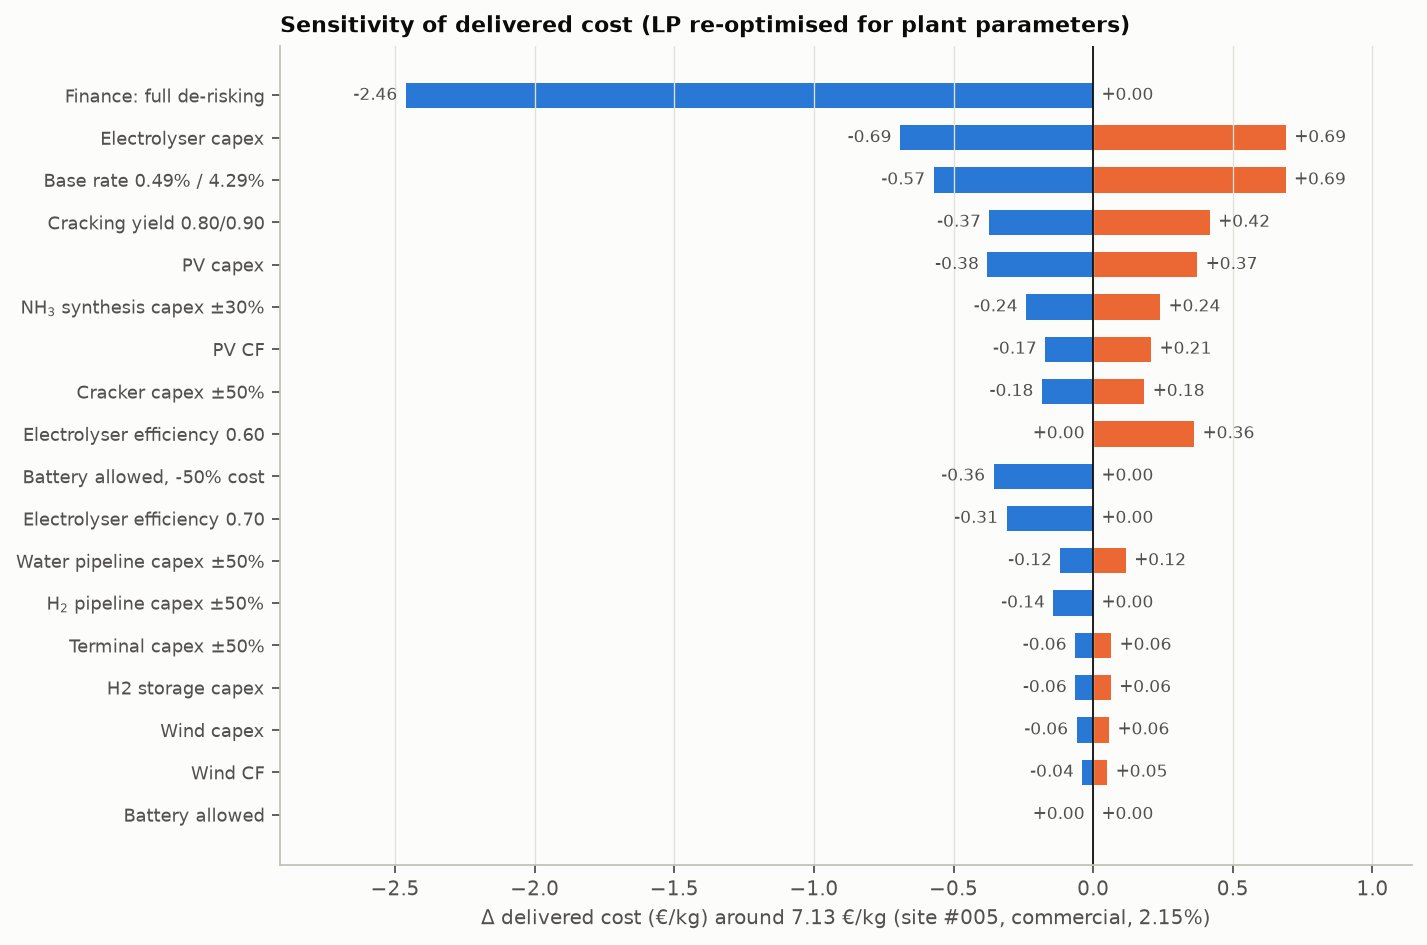 Sensitivity of delivered cost (LP re-optimised for plant parameters)
Finance: full de-risking -2.46 +0.00
Electrolyser capex -0.69 +0.69
Base rate 0.49% / 4.29% -0.57 +0.69
Cracking yield 0.80/0.90 -0.37 +0.42
PV capex -0.38 +0.37
NH₃ synthesis capex ±30% -0.24 +0.24
PV CF -0.17 +0.21
Cracker capex ±50% -0.18 +0.18
Electrolyser efficiency 0.60 +0.00 +0.36
Battery allowed, -50% cost -0.36 +0.00
Electrolyser efficiency 0.70 -0.31 +0.00
Water pipeline capex ±50% -0.12 +0.12
H₂ pipeline capex ±50% -0.14 +0.00
Terminal capex ±50% -0.06 +0.06
H2 storage capex -0.06 +0.06
Wind capex -0.06 +0.06
Wind CF -0.04 +0.05
Battery allowed +0.00 +0.00
−2.5 −2.0 −1.5 −1.0 −0.5 0.0 0.5 1.0
Δ delivered cost (€/kg) around 7.13 €/kg (site #005, commercial, 2.15%)